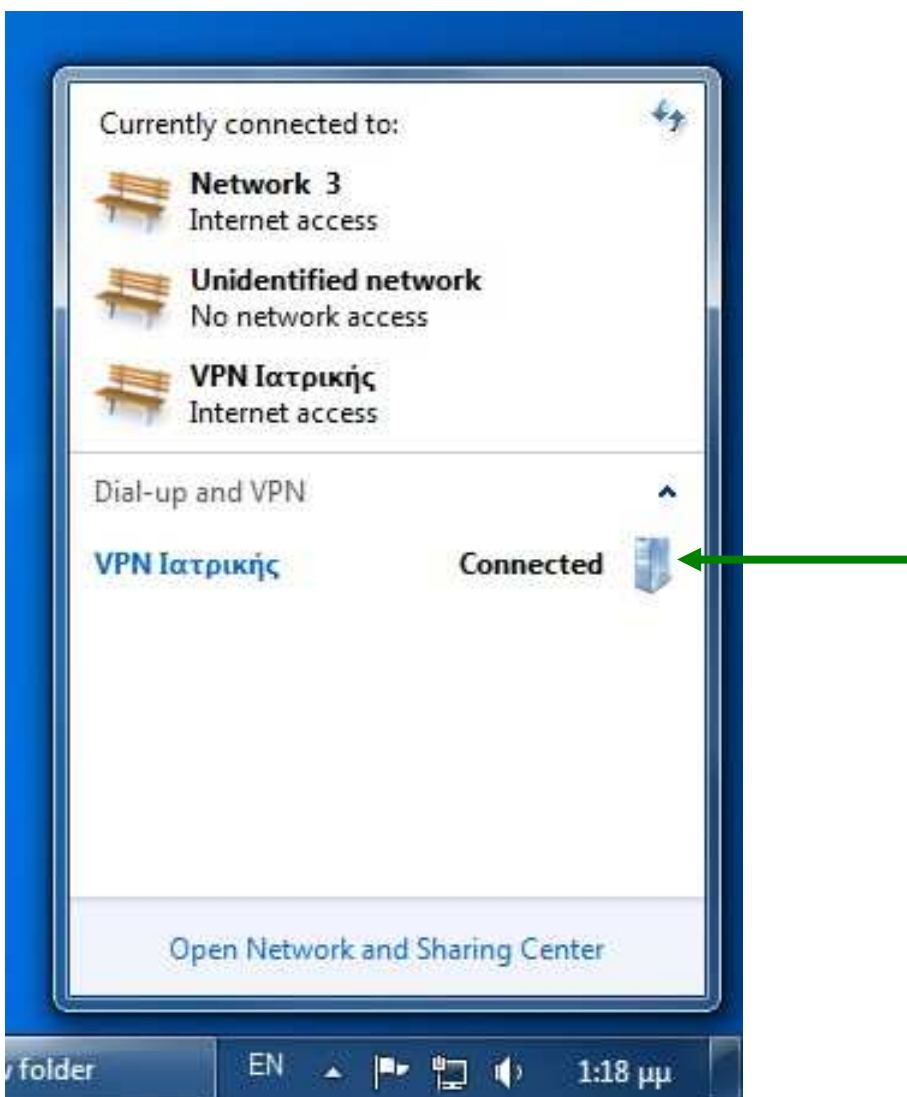 Currently connected to:
Network 3
Internet access
Unidentified network
No network access
VPN Ιατρικής
Internet access
Dial-up and VPN
VPN Ιατρικής Connected
Open Network and Sharing Center
folder EN 1:18 μμ